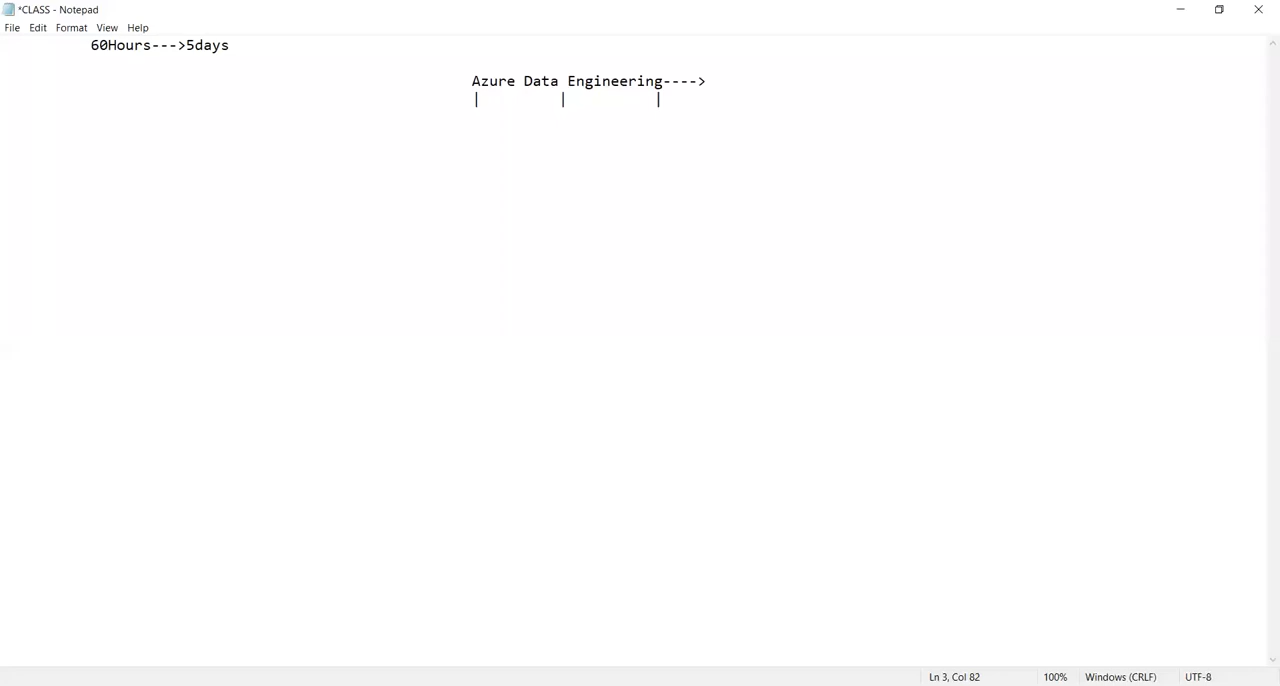 *CLASS - Notepad
File Edit Format View Help
60Hours--->5days
Azure Data Engineering---->
| | |
Ln 3, Col 82 100% Windows (CRLF) UTF-8